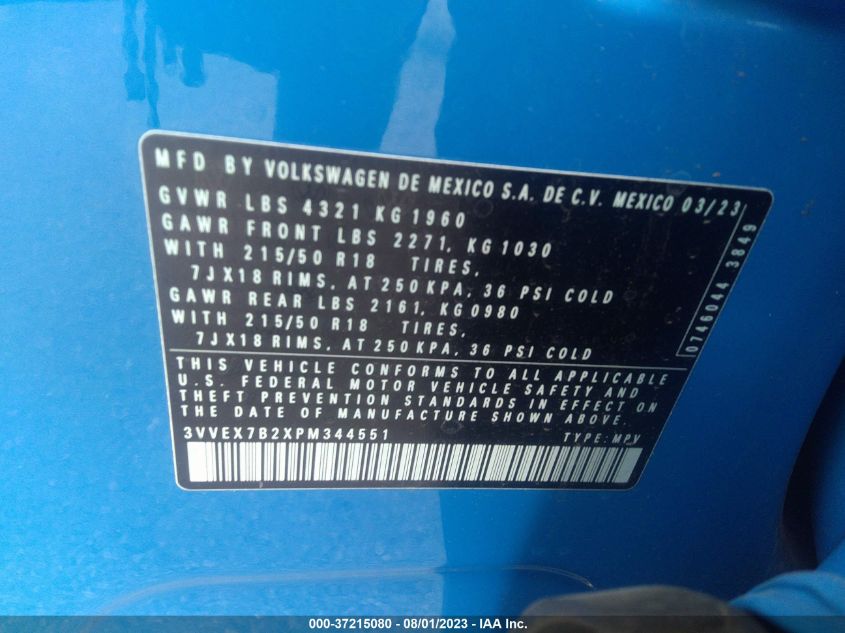 MFD BY VOLKSWAGEN DE MEXICO S.A. DE C.V. MEXICO 03/23
GVWR LBS 4321 KG 1960
GAWR FRONT LBS 2271, KG 1030
WITH 215/50 R18 TIRES,
7JX18 RIMS, AT 250 KPA, 36 PSI COLD
GAWR REAR LBS 2161, KG 0980
WITH 215/50 R18 TIRES,
7JX18 RIMS, AT 250 KPA, 36 PSI COLD
0746044 3849
THIS VEHICLE CONFORMS TO ALL APPLICABLE
U.S. FEDERAL MOTOR VEHICLE SAFETY AND
THEFT PREVENTION STANDARDS IN EFFECT ON
THE DATE OF MANUFACTURE SHOWN ABOVE.
3VVEX7B2XPM344551 TYPE: MPV
000-37215080 - 08/01/2023 - IAA Inc.